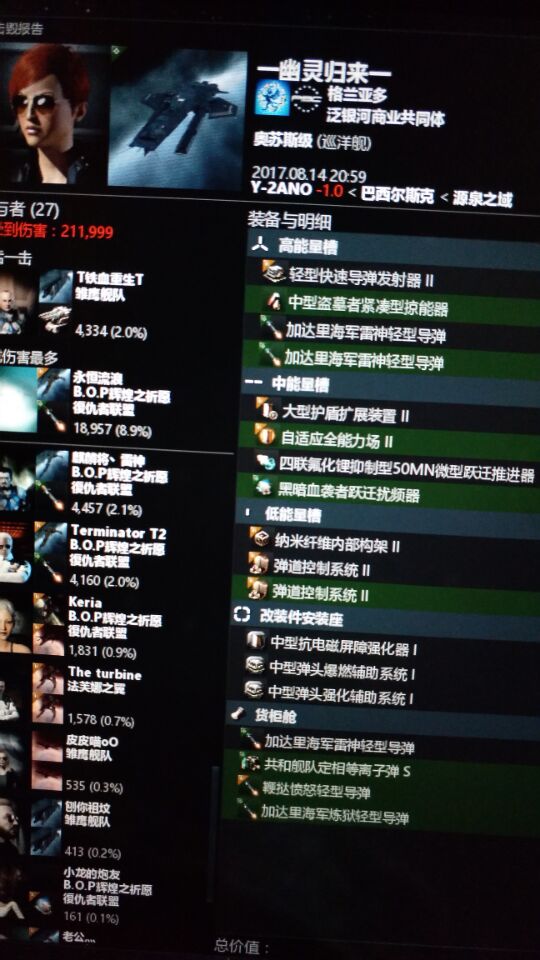 击毁报告
一幽灵归来一
格兰亚多
泛银河商业共同体
奥苏斯级 (巡洋舰)
2017.08.14 20:59
Y-2ANO -1.0 < 巴西尔斯克 < 源泉之域
与者 (27)
受到伤害：211,999
后一击
T铁血重生T
雏鹰舰队
4,334 (2.0%)
伤害最多
永恒流浪
B.O.P輝煌之祈愿
復仇者联盟
18,957 (8.9%)
麒麟将丶雷神
B.O.P輝煌之祈愿
復仇者联盟
4,457 (2.1%)
Terminator T2
B.O.P輝煌之祈愿
復仇者联盟
4,160 (2.0%)
Keria
B.O.P輝煌之祈愿
復仇者联盟
1,831 (0.9%)
The turbine
法芙娜之翼
1,578 (0.7%)
皮皮喵oO
雏鹰舰队
535 (0.3%)
刨你祖坟
雏鹰舰队
413 (0.2%)
小龙的炮友
B.O.P輝煌之祈愿
復仇者联盟
161 (0.1%)
老公灬
装备与明细
高能量槽
轻型快速导弹发射器 II
中型盗墓者紧凑型掠能器
加达里海军雷神轻型导弹
加达里海军雷神轻型导弹
中能量槽
大型护盾扩展装置 II
自适应全能力场 II
四联氟化锂抑制型50MN微型跃迁推进器
黑暗血袭者跃迁扰频器
低能量槽
纳米纤维内部构架 II
弹道控制系统 II
弹道控制系统 II
改装件安装座
中型抗电磁屏障强化器 I
中型弹头爆燃辅助系统 I
中型弹头强化辅助系统 I
货柜舱
加达里海军雷神轻型导弹
共和舰队定相等离子弹 S
鞭挞愤怒轻型导弹
加达里海军炼狱轻型导弹
总价值：